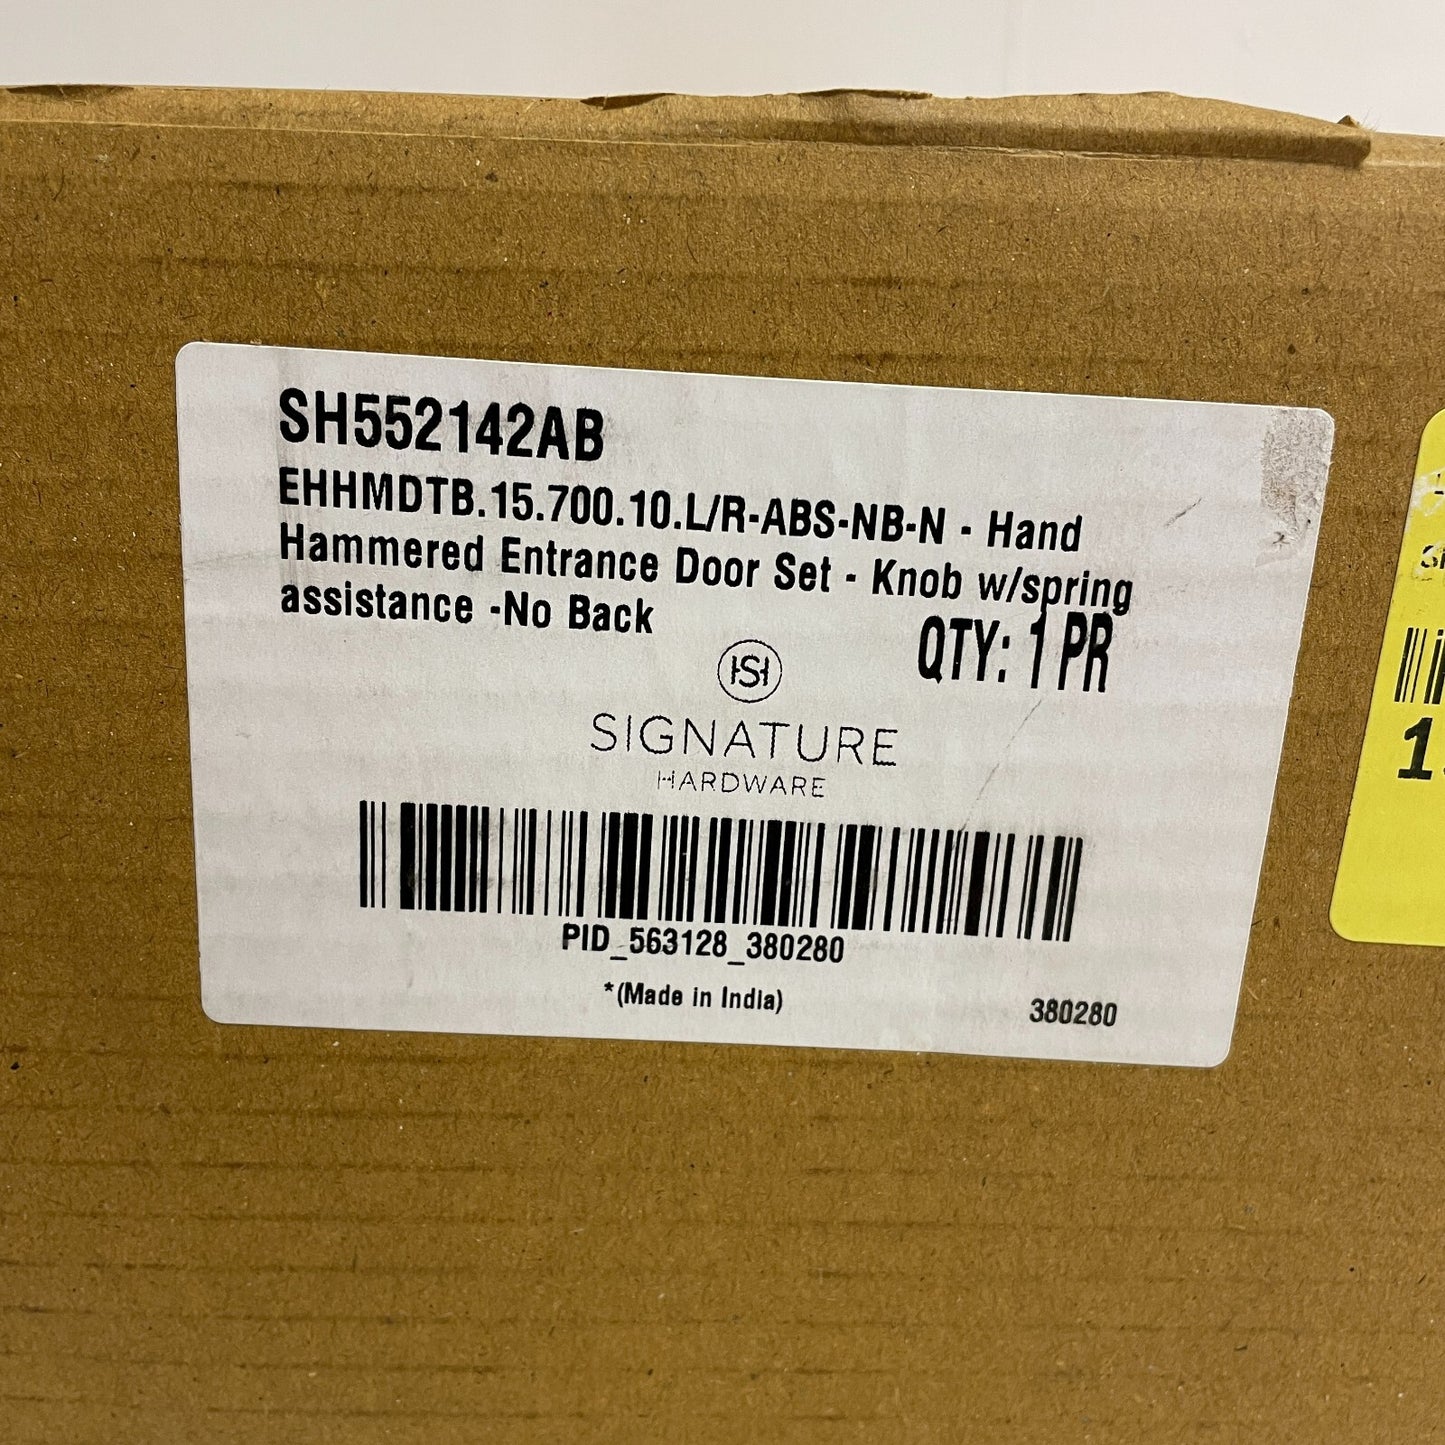 SH552142AB
EHHMDTB.15.700.10.L/R-ABS-NB-N - Hand
Hammered Entrance Door Set - Knob w/spring
assistance -No Back
QTY: 1 PR
HSH
SIGNATURE
HARDWARE
PID_563128_380280
*(Made in India)
380280